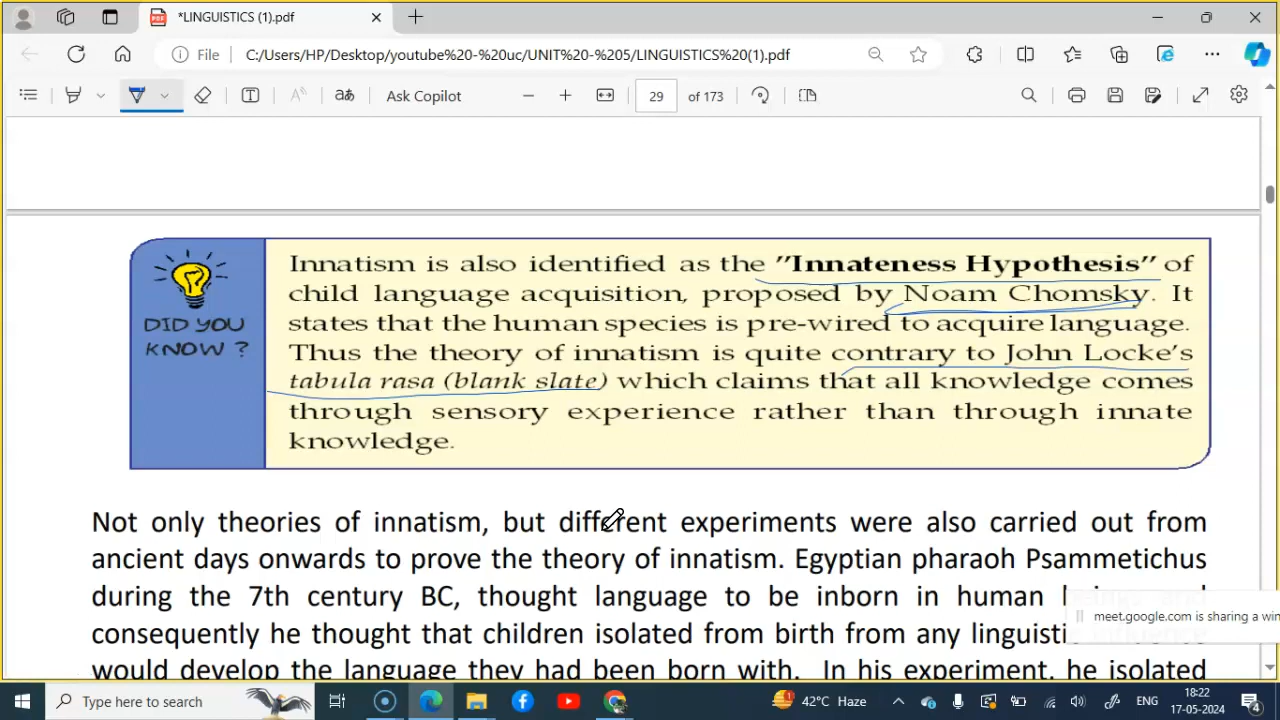 *LINGUISTICS (1).pdf
File C:/Users/HP/Desktop/youtube%20-%20uc/UNIT%20-%205/LINGUISTICS%20(1).pdf
Ask Copilot 29 of 173
Innatism is also identified as the "Innateness Hypothesis" of
child language acquisition, proposed by Noam Chomsky. It
DID YOU
states that the human species is pre-wired to acquire language.
KNOW ?
Thus the theory of innatism is quite contrary to John Locke's
tabula rasa (blank slate) which claims that all knowledge comes
through sensory experience rather than through innate
knowledge.
Not only theories of innatism, but different experiments were also carried out from
ancient days onwards to prove the theory of innatism. Egyptian pharaoh Psammetichus
during the 7th century BC, thought language to be inborn in human
meet.google.com is sharing a win
consequently he thought that children isolated from birth from any linguisti
would develop the language they had been born with. In his experiment, he isolated
Type here to search
42°C Haze
ENG
18:22
17-05-2024
4